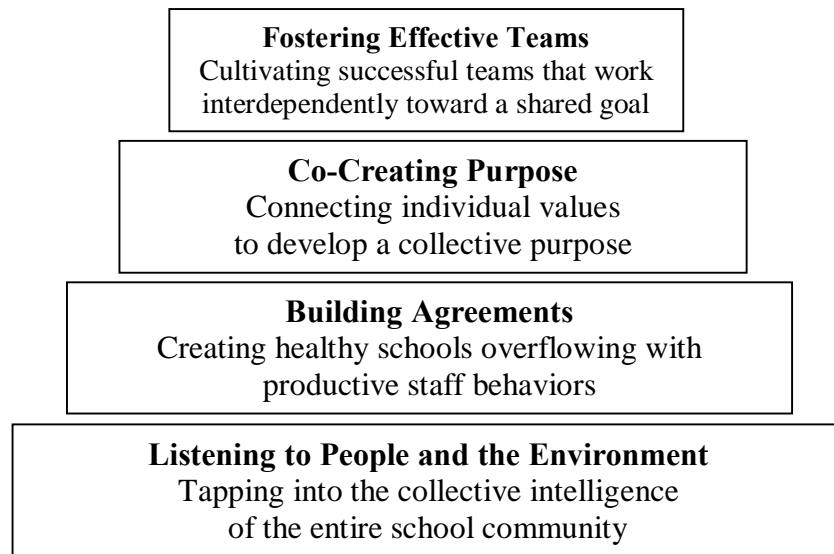 Fostering Effective Teams
Cultivating successful teams that work
interdependently toward a shared goal
Co-Creating Purpose
Connecting individual values
to develop a collective purpose
Building Agreements
Creating healthy schools overflowing with
productive staff behaviors
Listening to People and the Environment
Tapping into the collective intelligence
of the entire school community